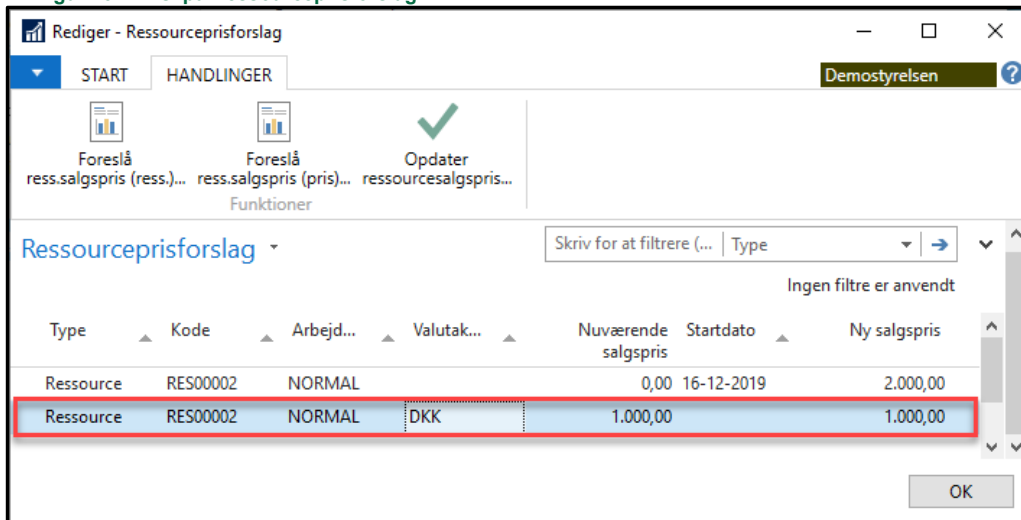 Rediger - Ressourceprisforslag
START HANDLINGER
Demostyrelsen
Foreslå
ress.salgspris (ress.)...
Foreslå
ress.salgspris (pris)...
Opdater
ressourcesalgspris...
Funktioner
Ressourceprisforslag
Skriv for at filtrere (... Type
Ingen filtre er anvendt
Type Kode Arbejd... Valutak... Nuværende salgspris Startdato Ny salgspris
Ressource RES00002 NORMAL 0,00 16-12-2019 2.000,00
Ressource RES00002 NORMAL DKK 1.000,00 1.000,00
OK